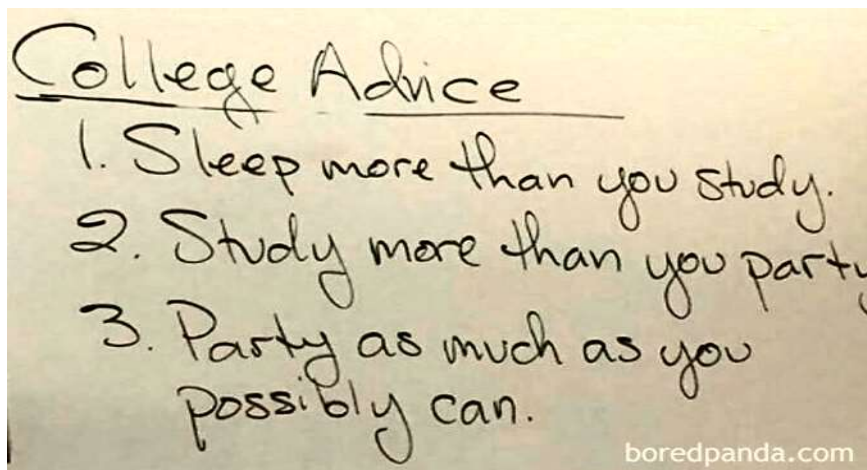 College Advice
1. Sleep more than you study.
2. Study more than you party
3. Party as much as you
possibly can.
boredpanda.com